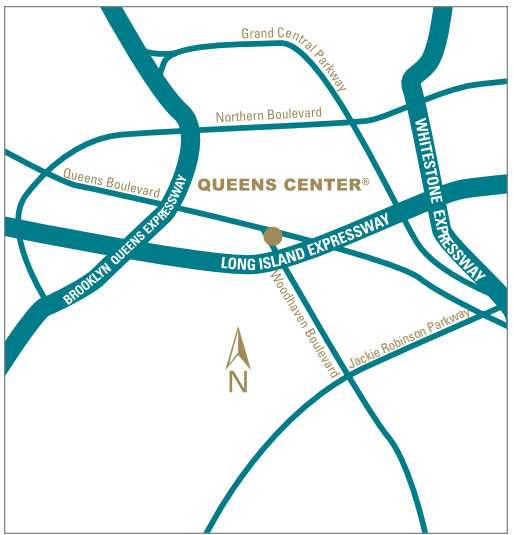 Grand Central Parkway
Northern Boulevard
WHITESTONE EXPRESSWAY
Queens Boulevard
QUEENS CENTER®
BROOKLYN QUEENS EXPRESSWAY
LONG ISLAND EXPRESSWAY
Woodhaven Boulevard
Jackie Robinson Parkway
N